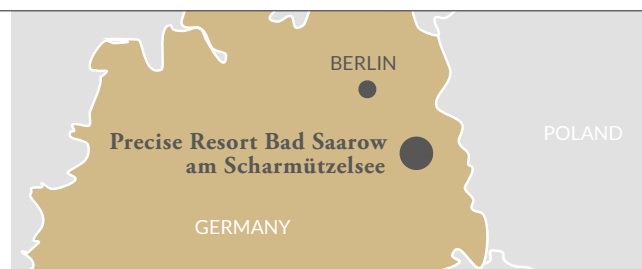 BERLIN
Precise Resort Bad Saarow
am Scharmützelsee
POLAND
GERMANY